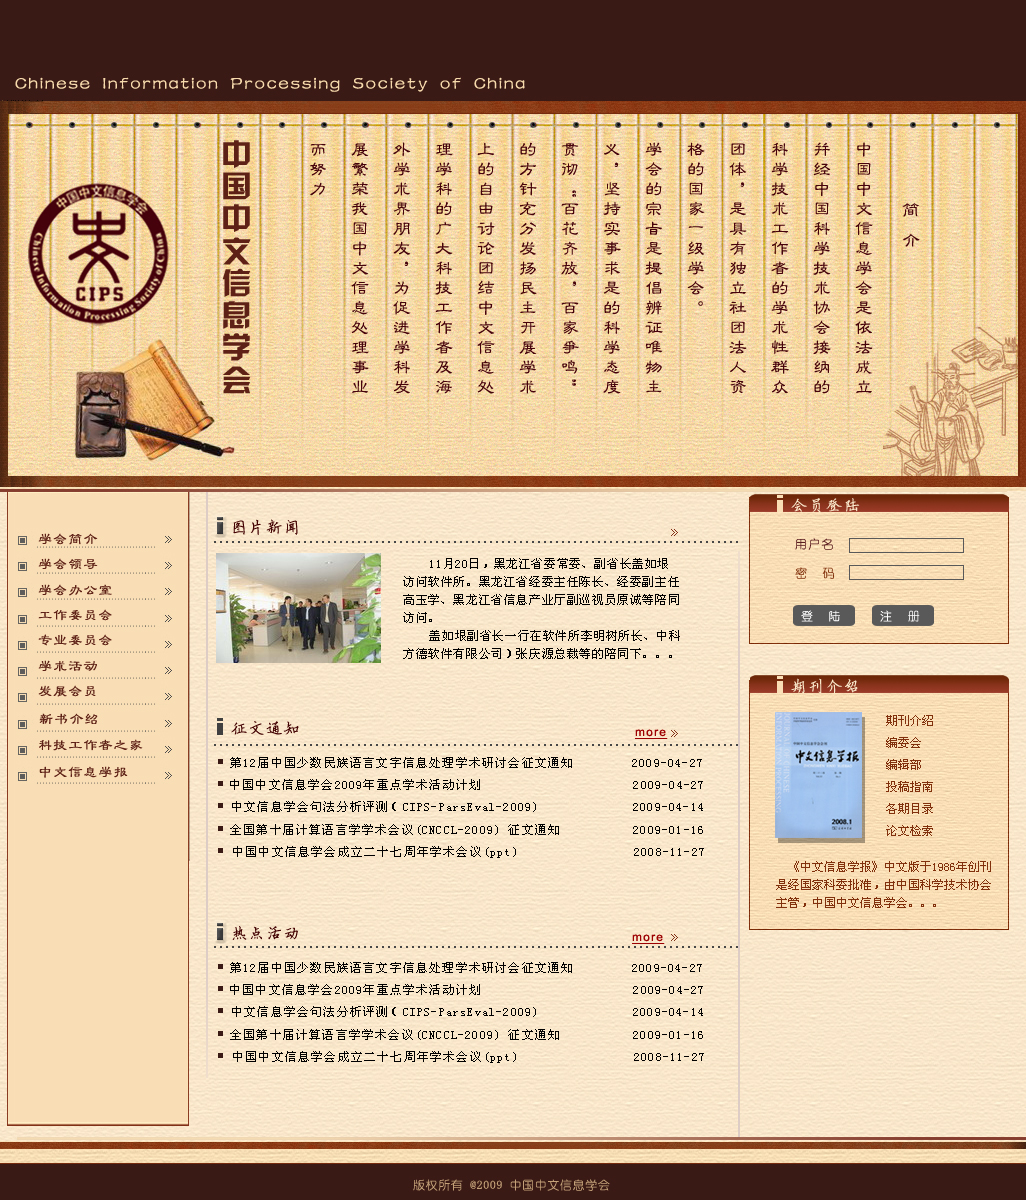 Chinese Information Processing Society of China
中国中文信息学会
CIPS
Chinese Information Processing Society of China
中国中文信息学会
简介
中国中文信息学会是依法成立
并经中国科学技术协会接纳的
科学技术工作者的学术性群众
团体，是具有独立社团法人资
格的国家一级学会。
学会的宗旨是提倡辨证唯物主
义，坚持实事求是的科学态度
贯彻“百花齐放，百家争鸣”
的方针充分发扬民主开展学术
上的自由讨论团结中文信息处
理学科的广大科技工作者及海
外学术界朋友，为促进学科发
展繁荣我国中文信息处理事业
而努力
学会简介
学会领导
学会办公室
工作委员会
专业委员会
学术活动
发展会员
新书介绍
科技工作者之家
中文信息学报
图片新闻
11月20日，黑龙江省委常委、副省长盖如垠
访问软件所。黑龙江省经委主任陈长、经委副主任
高玉学、黑龙江省信息产业厅副巡视员原诚等陪同
访问。
盖如垠副省长一行在软件所李明树所长、中科
方德软件有限公司）张庆源总裁等的陪同下。。。
征文通知
more
第12届中国少数民族语言文字信息处理学术研讨会征文通知 2009-04-27
中国中文信息学会2009年重点学术活动计划 2009-04-27
中文信息学会句法分析评测（CIPS-ParsEval-2009） 2009-04-14
全国第十届计算语言学学术会议(CNCCL-2009) 征文通知 2009-01-16
中国中文信息学会成立二十七周年学术会议(ppt) 2008-11-27
热点活动
more
第12届中国少数民族语言文字信息处理学术研讨会征文通知 2009-04-27
中国中文信息学会2009年重点学术活动计划 2009-04-27
中文信息学会句法分析评测（CIPS-ParsEval-2009） 2009-04-14
全国第十届计算语言学学术会议(CNCCL-2009) 征文通知 2009-01-16
中国中文信息学会成立二十七周年学术会议(ppt) 2008-11-27
会员登陆
用户名
密 码
登 陆 注 册
期刊介绍
中文信息学报
2008.1
期刊介绍
编委会
编辑部
投稿指南
各期目录
论文检索
《中文信息学报》中文版于1986年创刊
是经国家科委批准，由中国科学技术协会
主管，中国中文信息学会。。。
版权所有 @2009 中国中文信息学会